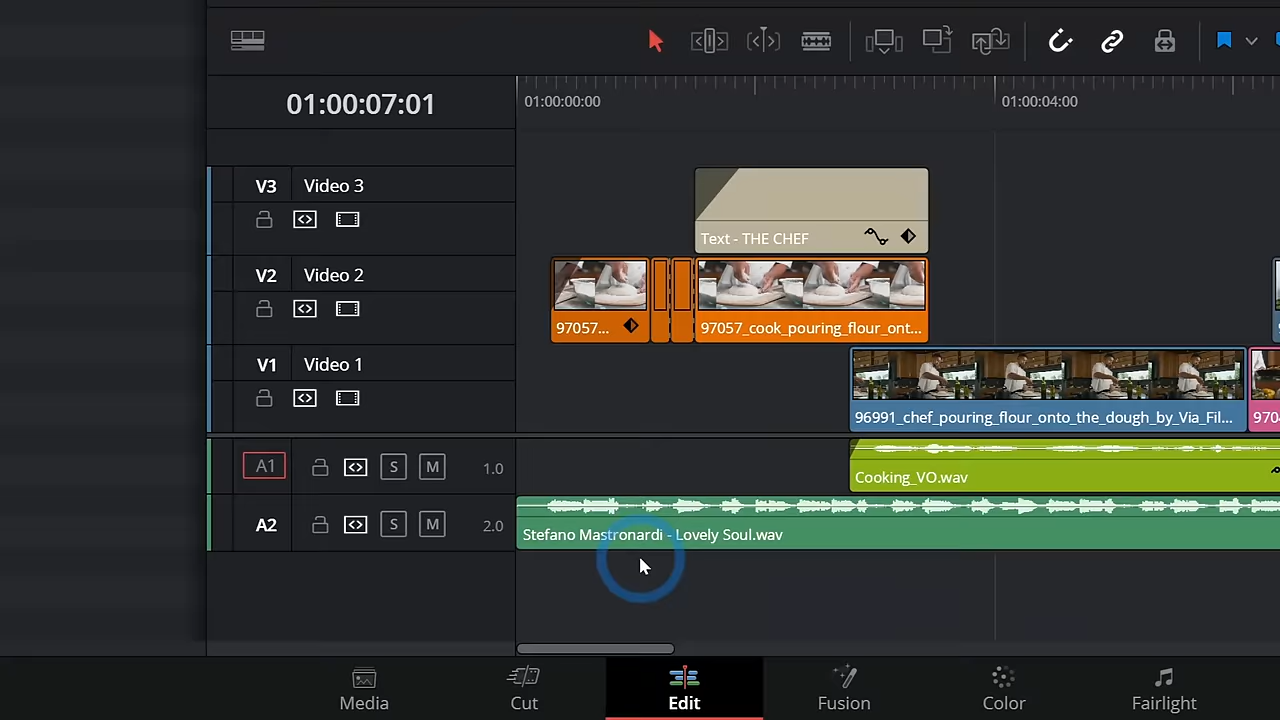 01:00:07:01
01:00:00:00
01:00:04:00
V3 Video 3
Text - THE CHEF
V2 Video 2
97057...
97057_cook_pouring_flour_ont...
V1 Video 1
96991_chef_pouring_flour_onto_the_dough_by_Via_Fil...
970
A1 S M 1.0
Cooking_VO.wav
A2 S M 2.0
Stefano Mastronardi - Lovely Soul.wav
Media Cut Edit Fusion Color Fairlight